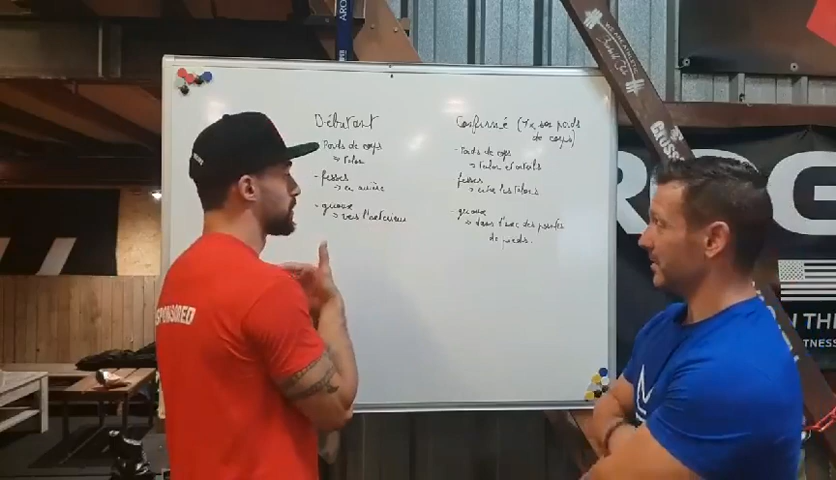 Débutant
- Poids de corps
↳ Talon
- fesses
↳ en arrière
- genoux
↳ vers l'extérieur
Confirmé (1x son poids
de corps)
- Poids de corps
↳ Talon et orteils
fesses
↳ entre les talons
genoux
↳ dans l'axe des pointes
de pieds.
SPONSORED